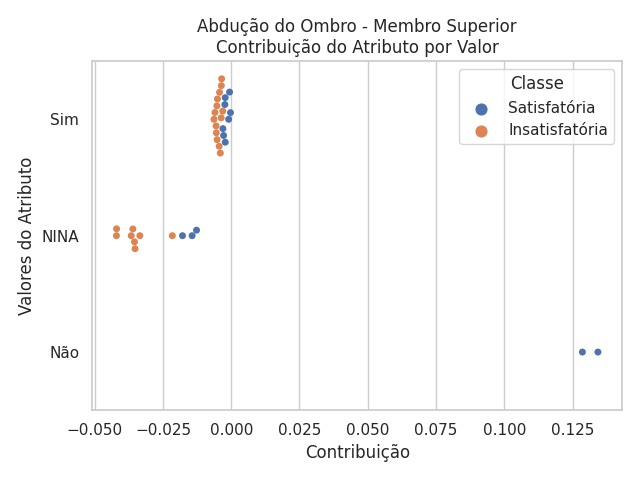 Abdução do Ombro - Membro Superior
Contribuição do Atributo por Valor
Classe
Satisfatória
Insatisfatória
Valores do Atributo
Sim
NINA
Não
−0.050 −0.025 0.000 0.025 0.050 0.075 0.100 0.125
Contribuição